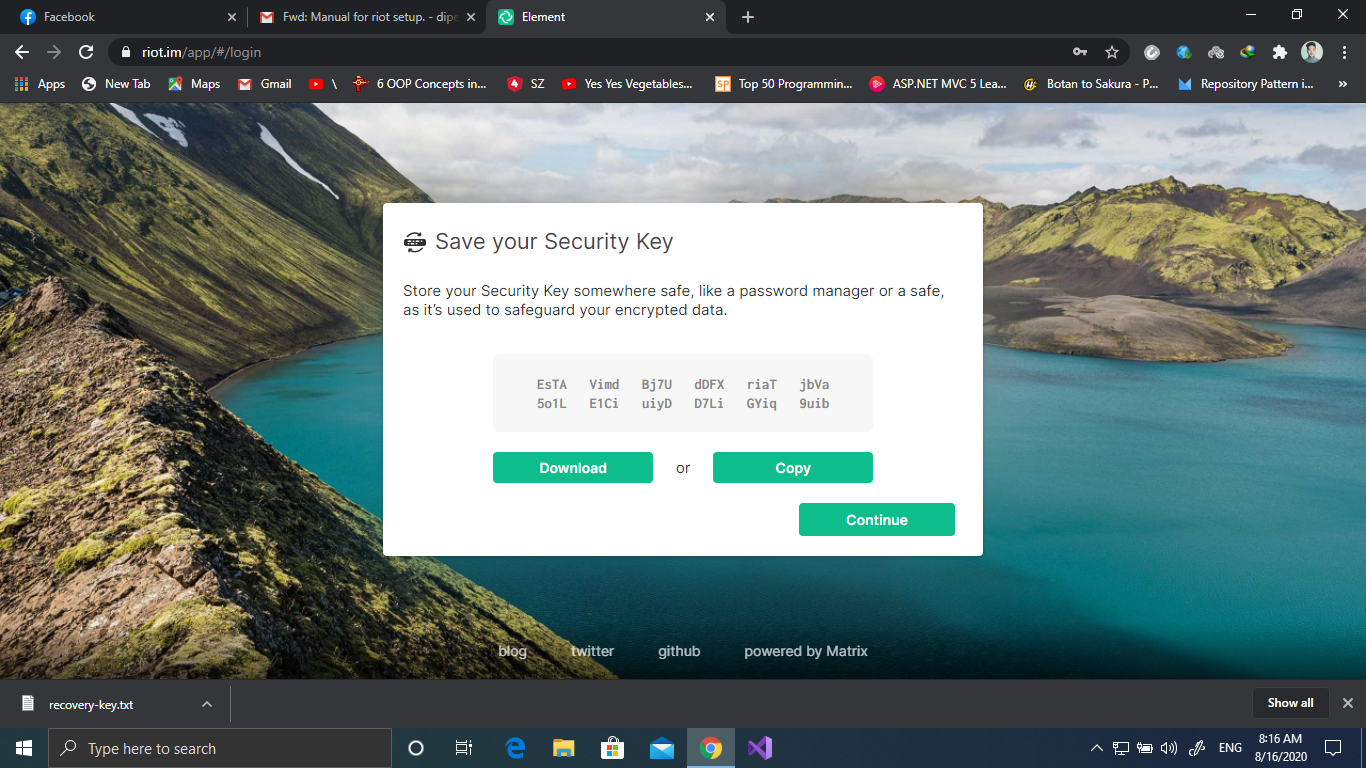 Facebook
Fwd: Manual for riot setup. - dipe
Element
riot.im/app/#/login
Apps
New Tab
Maps
Gmail
\
6 OOP Concepts in...
SZ
Yes Yes Vegetables...
Top 50 Programmin...
ASP.NET MVC 5 Lea...
Botan to Sakura - P...
Repository Pattern i...
»
Save your Security Key
Store your Security Key somewhere safe, like a password manager or a safe,
as it’s used to safeguard your encrypted data.
EsTA Vimd Bj7U dDFX riaT jbVa
5o1L E1Ci uiyD D7Li GYiq 9uib
Download or Copy
Continue
blog twitter github powered by Matrix
recovery-key.txt
Show all
Type here to search
ENG
8:16 AM
8/16/2020